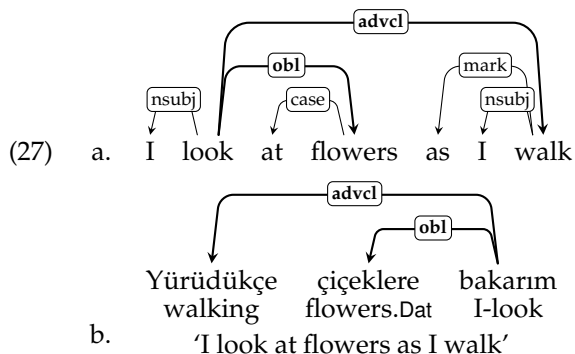 advcl
obl mark
nsubj case nsubj
(27) a. I look at flowers as I walk
advcl
obl
Yürüdükçe çiçeklere bakarım
walking flowers.Dat I-look
b. ‘I look at flowers as I walk’